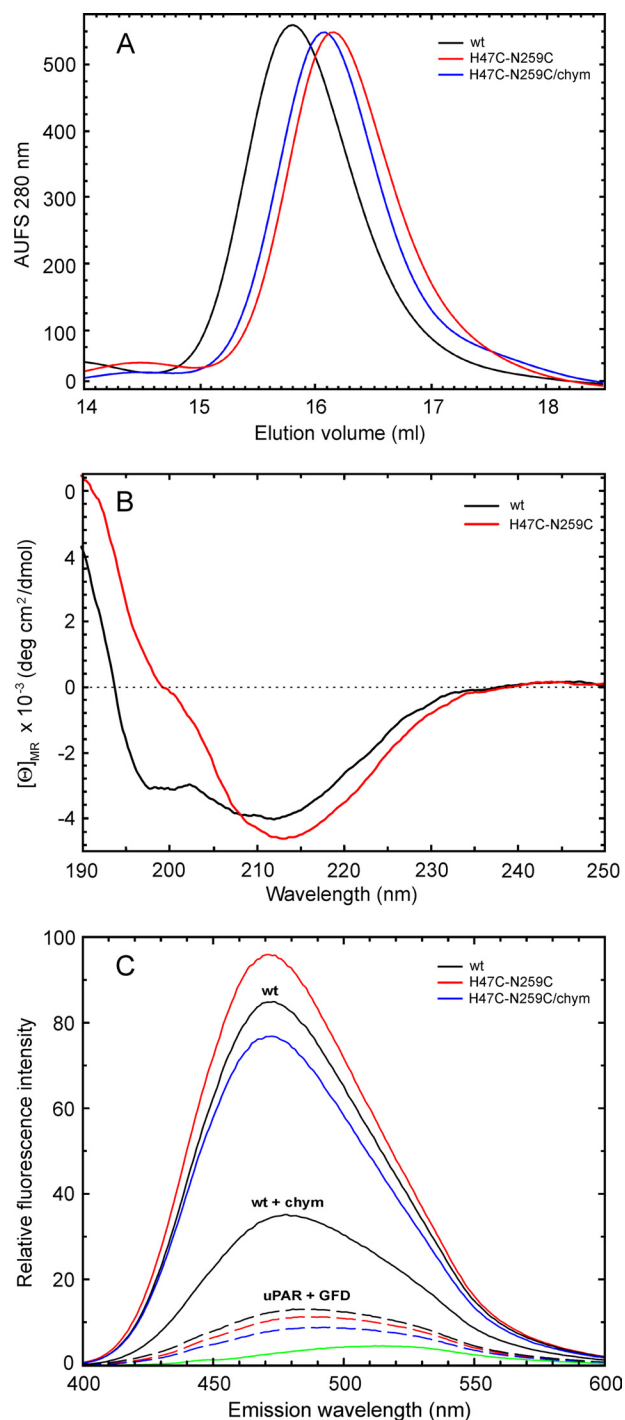 A
wt
H47C-N259C
H47C-N259C/chym
500
400
300
200
100
0
AUFS 280 nm
14 15 16 17 18
Elution volume (ml)
B
wt
H47C-N259C
0
4
2
0
-2
-4
[Θ]MR x 10-3 (deg cm2/dmol)
190 200 210 220 230 240 250
Wavelength (nm)
C
wt
H47C-N259C
H47C-N259C/chym
wt
wt + chym
uPAR + GFD
100
80
60
40
20
0
Relative fluorescence intensity
400 450 500 550 600
Emission wavelength (nm)